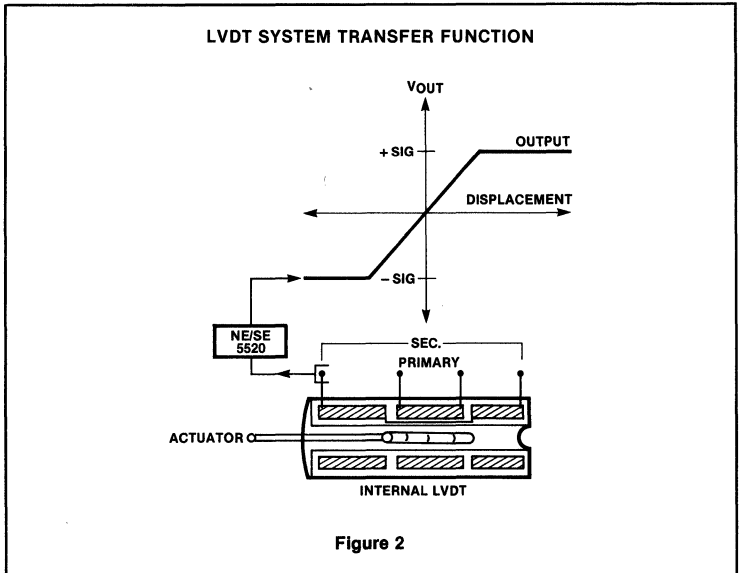 LVDT SYSTEM TRANSFER FUNCTION
VOUT
OUTPUT
+ SIG
DISPLACEMENT
- SIG
NE/SE
5520
SEC.
PRIMARY
ACTUATOR
INTERNAL LVDT
Figure 2